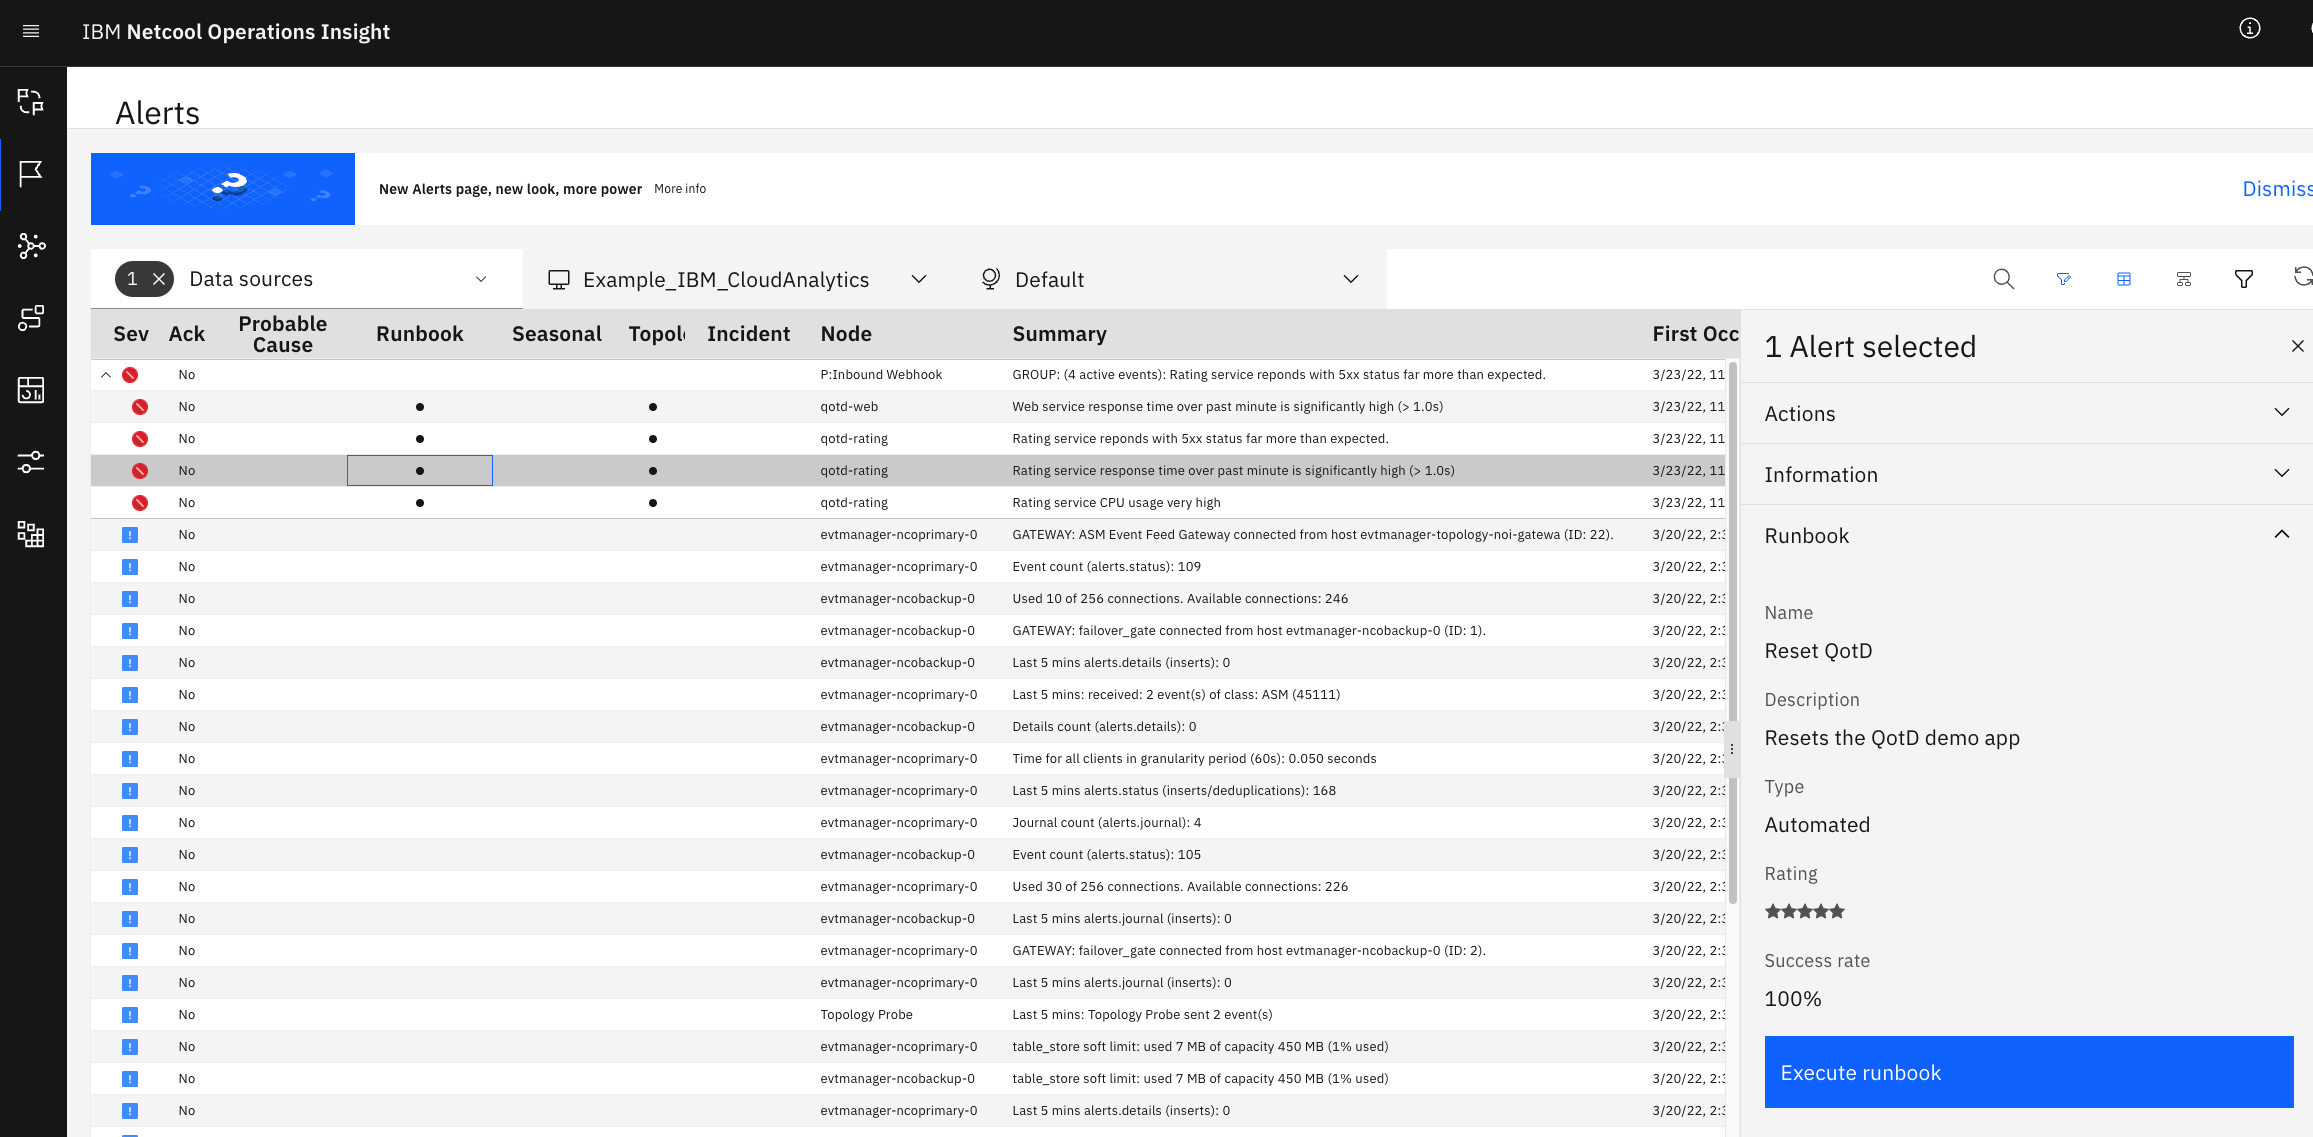 IBM Netcool Operations Insight
Alerts
New Alerts page, new look, more power More info
Dismiss
1 Data sources Example_IBM_CloudAnalytics Default
Sev Ack Probable Cause Runbook Seasonal Topol Incident Node Summary First Occ
No P:Inbound Webhook GROUP: (4 active events): Rating service reponds with 5xx status far more than expected. 3/23/22, 11
No qotd-web Web service response time over past minute is significantly high (> 1.0s) 3/23/22, 11
No qotd-rating Rating service reponds with 5xx status far more than expected. 3/23/22, 11
No qotd-rating Rating service response time over past minute is significantly high (> 1.0s) 3/23/22, 11
No qotd-rating Rating service CPU usage very high 3/23/22, 11
No evtmanager-ncoprimary-0 GATEWAY: ASM Event Feed Gateway connected from host evtmanager-topology-noi-gatewa (ID: 22). 3/20/22, 2:3
No evtmanager-ncoprimary-0 Event count (alerts.status): 109 3/20/22, 2:3
No evtmanager-ncobackup-0 Used 10 of 256 connections. Available connections: 246 3/20/22, 2:3
No evtmanager-ncobackup-0 GATEWAY: failover_gate connected from host evtmanager-ncobackup-0 (ID: 1). 3/20/22, 2:3
No evtmanager-ncobackup-0 Last 5 mins alerts.details (inserts): 0 3/20/22, 2:3
No evtmanager-ncoprimary-0 Last 5 mins: received: 2 event(s) of class: ASM (45111) 3/20/22, 2:3
No evtmanager-ncobackup-0 Details count (alerts.details): 0 3/20/22, 2:3
No evtmanager-ncoprimary-0 Time for all clients in granularity period (60s): 0.050 seconds 3/20/22, 2:3
No evtmanager-ncoprimary-0 Last 5 mins alerts.status (inserts/deduplications): 168 3/20/22, 2:3
No evtmanager-ncoprimary-0 Journal count (alerts.journal): 4 3/20/22, 2:3
No evtmanager-ncobackup-0 Event count (alerts.status): 105 3/20/22, 2:3
No evtmanager-ncoprimary-0 Used 30 of 256 connections. Available connections: 226 3/20/22, 2:3
No evtmanager-ncobackup-0 Last 5 mins alerts.journal (inserts): 0 3/20/22, 2:3
No evtmanager-ncoprimary-0 GATEWAY: failover_gate connected from host evtmanager-ncobackup-0 (ID: 2). 3/20/22, 2:3
No evtmanager-ncoprimary-0 Last 5 mins alerts.journal (inserts): 0 3/20/22, 2:3
No Topology Probe Last 5 mins: Topology Probe sent 2 event(s) 3/20/22, 2:3
No evtmanager-ncoprimary-0 table_store soft limit: used 7 MB of capacity 450 MB (1% used) 3/20/22, 2:3
No evtmanager-ncobackup-0 table_store soft limit: used 7 MB of capacity 450 MB (1% used) 3/20/22, 2:3
No evtmanager-ncoprimary-0 Last 5 mins alerts.details (inserts): 0 3/20/22, 2:3
1 Alert selected
Actions
Information
Runbook
Name
Reset QotD
Description
Resets the QotD demo app
Type
Automated
Rating
Success rate
100%
Execute runbook